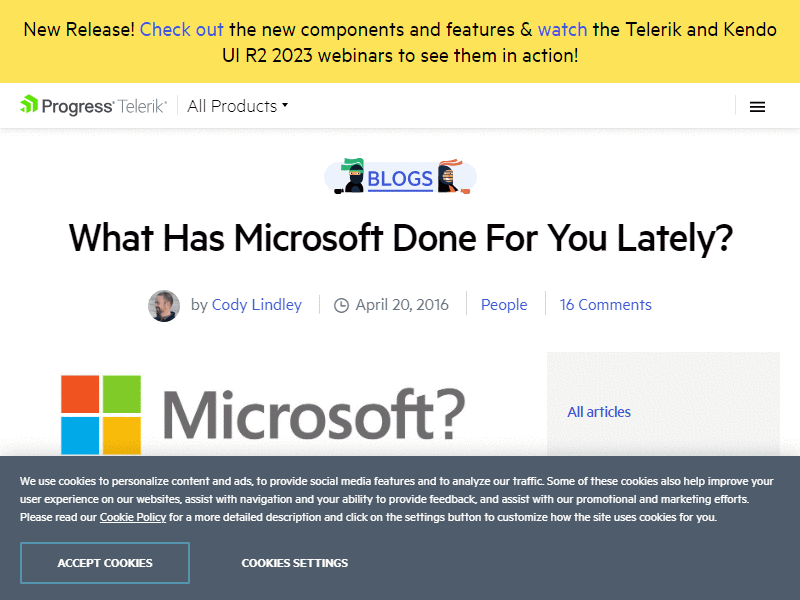 New Release! Check out the new components and features & watch the Telerik and Kendo
UI R2 2023 webinars to see them in action!
Progress Telerik All Products
BLOGS
What Has Microsoft Done For You Lately?
by Cody Lindley April 20, 2016 People 16 Comments
Microsoft?
All articles
We use cookies to personalize content and ads, to provide social media features and to analyze our traffic. Some of these cookies also help improve your
user experience on our websites, assist with navigation and your ability to provide feedback, and assist with our promotional and marketing efforts.
Please read our Cookie Policy for a more detailed description and click on the settings button to customize how the site uses cookies for you.
ACCEPT COOKIES COOKIES SETTINGS